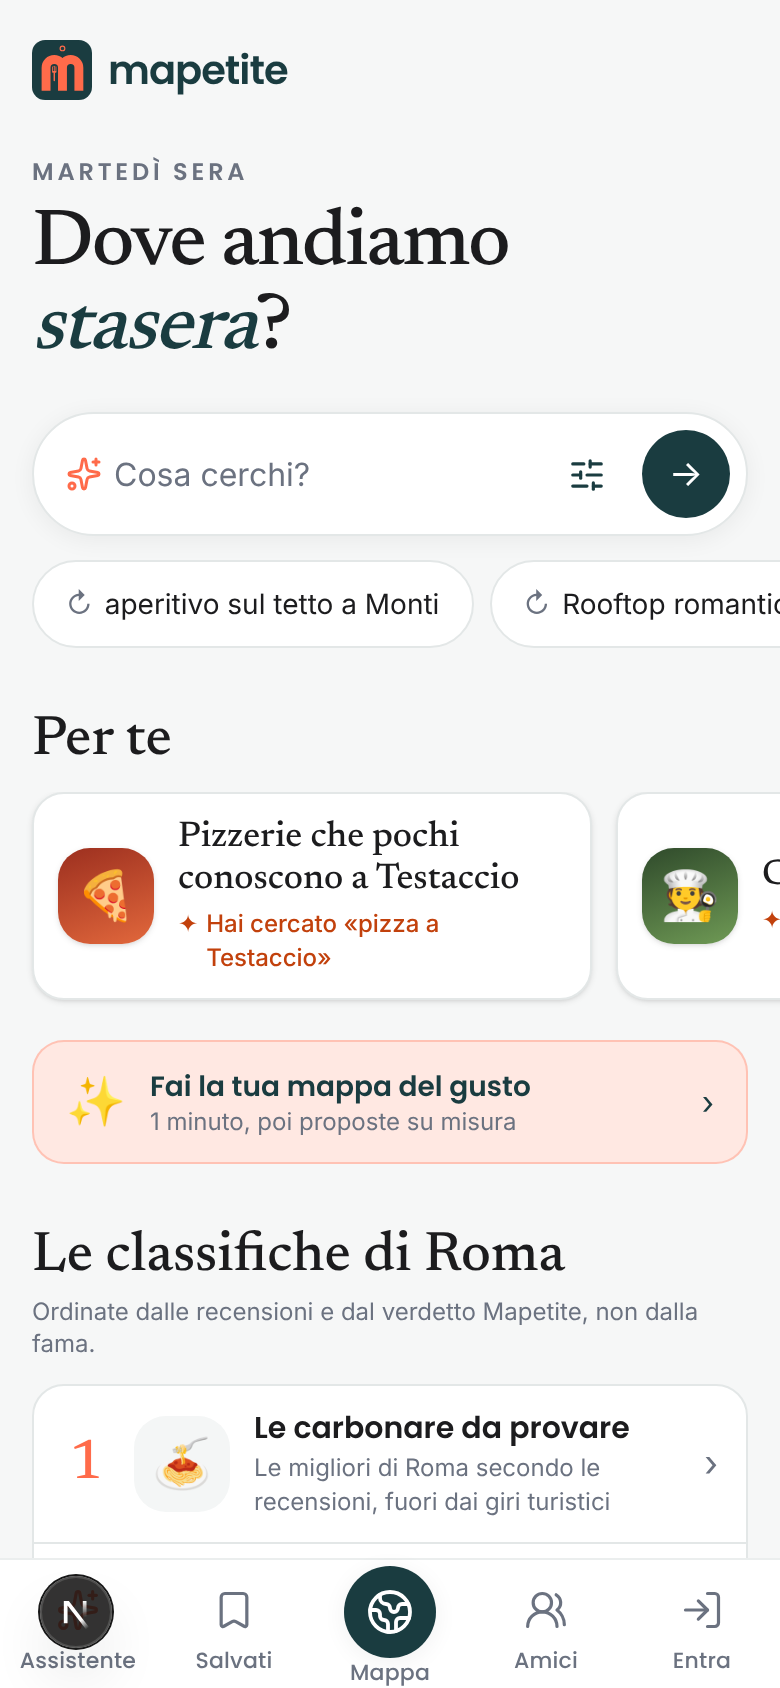 mapetite
MARTEDÌ SERA
Dove andiamo
stasera?
Cosa cerchi?
aperitivo sul tetto a Monti
Rooftop romantic
Per te
Pizzerie che pochi
conoscono a Testaccio
✦ Hai cercato «pizza a
Testaccio»
Fai la tua mappa del gusto
1 minuto, poi proposte su misura
Le classifiche di Roma
Ordinate dalle recensioni e dal verdetto Mapetite, non dalla
fama.
1
Le carbonare da provare
Le migliori di Roma secondo le
recensioni, fuori dai giri turistici
N
Assistente
Salvati
Mappa
Amici
Entra